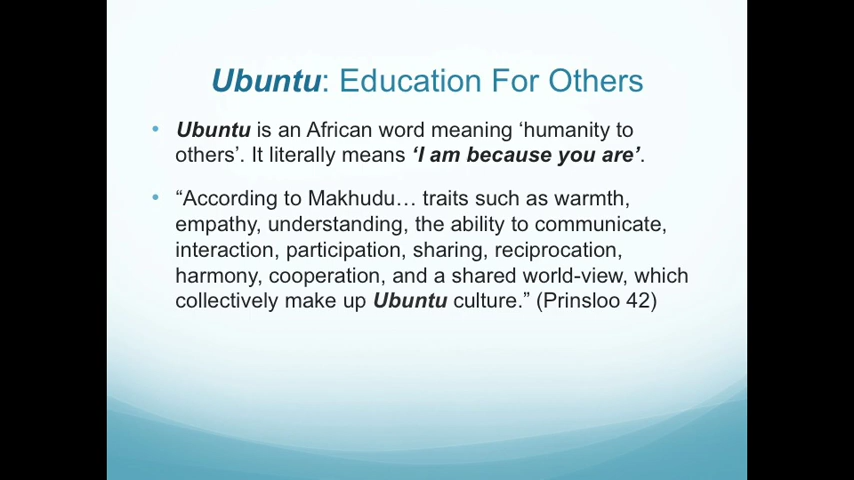 Ubuntu: Education For Others
• Ubuntu is an African word meaning ‘humanity to
others’. It literally means ‘I am because you are’.
• “According to Makhudu… traits such as warmth,
empathy, understanding, the ability to communicate,
interaction, participation, sharing, reciprocation,
harmony, cooperation, and a shared world-view, which
collectively make up Ubuntu culture.” (Prinsloo 42)